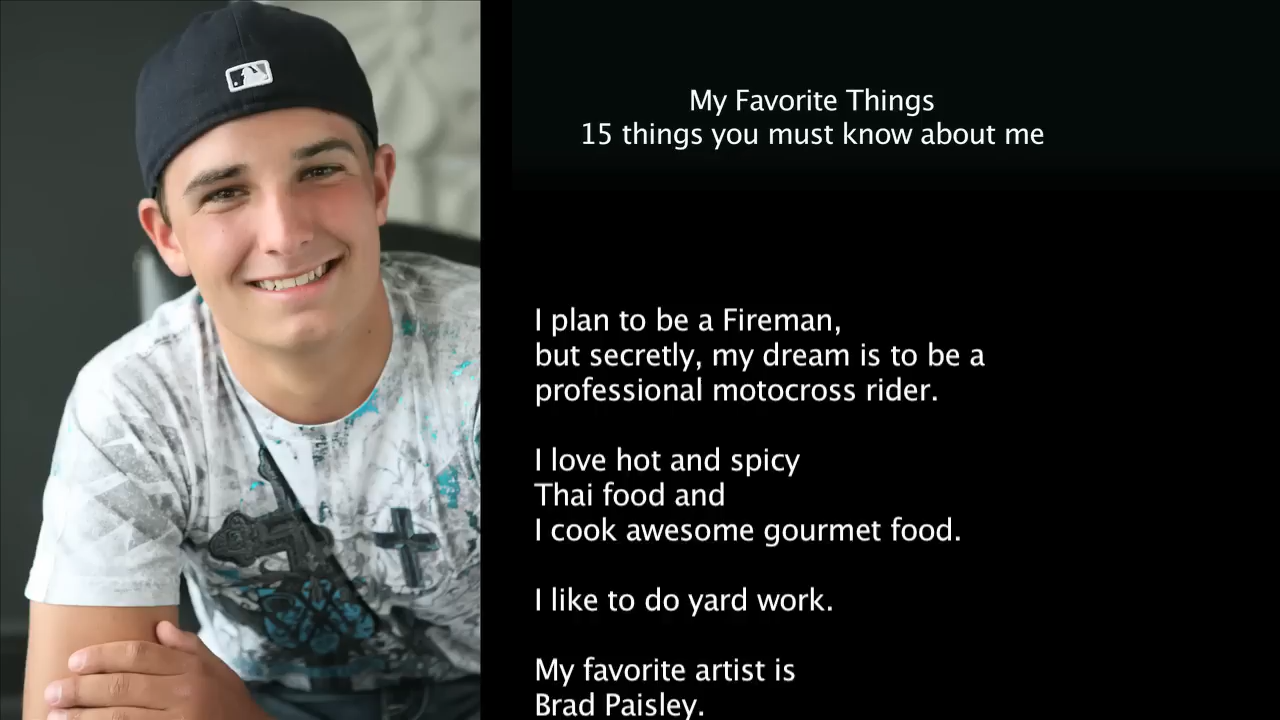 My Favorite Things
15 things you must know about me
I plan to be a Fireman,
but secretly, my dream is to be a
professional motocross rider.
I love hot and spicy
Thai food and
I cook awesome gourmet food.
I like to do yard work.
My favorite artist is
Brad Paisley.